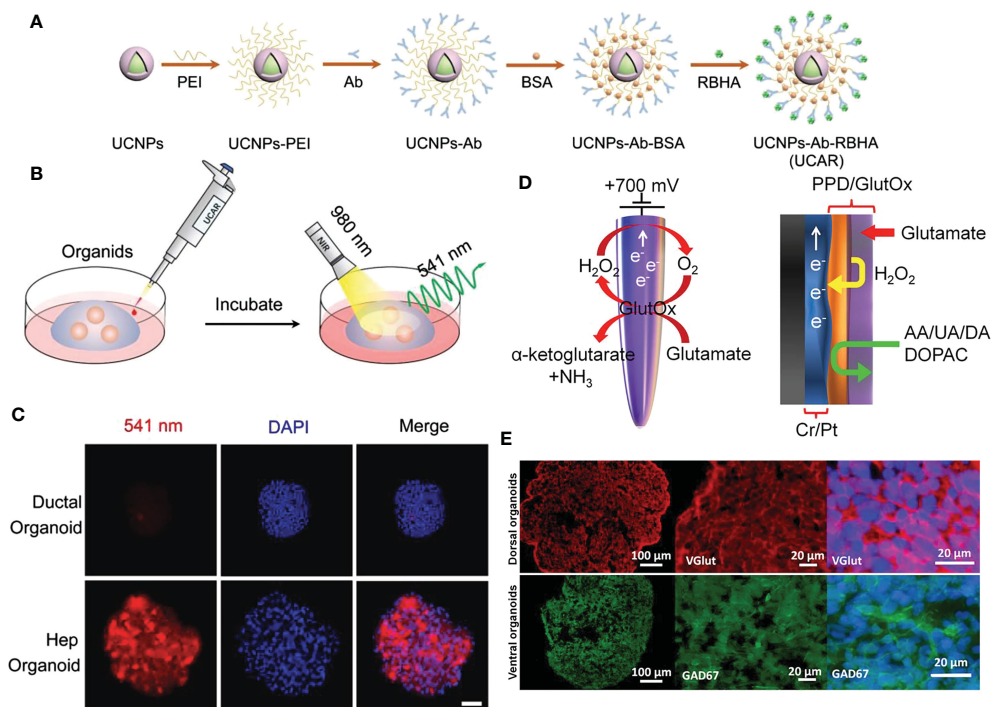 A
PEI
Ab
BSA
RBHA
UCNPs
UCNPs-PEI
UCNPs-Ab
UCNPs-Ab-BSA
UCNPs-Ab-RBHA
(UCAR)
B
UCAR
Organids
Incubate
NIR
980 nm
541 nm
C
541 nm
DAPI
Merge
Ductal
Organoid
Hep
Organoid
D
+700 mV
e-
e-
e-
e-
H2O2
O2
GlutOx
α-ketoglutarate
+NH3
Glutamate
PPD/GlutOx
Glutamate
e-
e-
e-
H2O2
AA/UA/DA
DOPAC
Cr/Pt
E
Dorsal organoids
100 µm
VGlut
20 µm
20 µm
Ventral organoids
100 µm
GAD67
20 µm
GAD67
20 µm